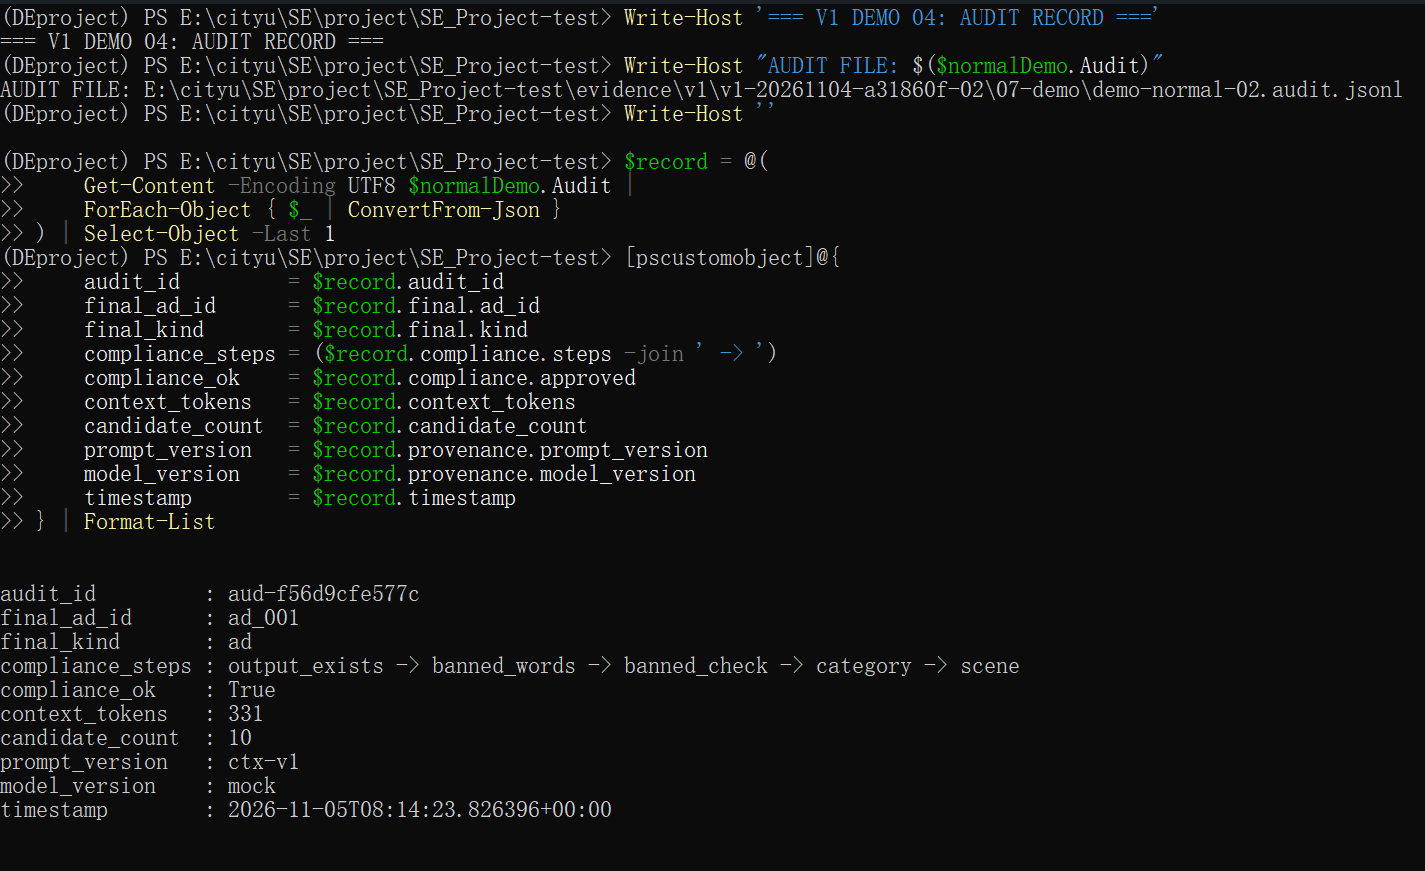 (DEproject) PS E:\cityu\SE\project\SE_Project-test> Write-Host '=== V1 DEMO 04: AUDIT RECORD ==='
=== V1 DEMO 04: AUDIT RECORD ===
(DEproject) PS E:\cityu\SE\project\SE_Project-test> Write-Host "AUDIT FILE: $($normalDemo.Audit)"
AUDIT FILE: E:\cityu\SE\project\SE_Project-test\evidence\v1\v1-20261104-a31860f-02\07-demo\demo-normal-02.audit.jsonl
(DEproject) PS E:\cityu\SE\project\SE_Project-test> Write-Host ''
(DEproject) PS E:\cityu\SE\project\SE_Project-test> $record = @(
>>     Get-Content -Encoding UTF8 $normalDemo.Audit |
>>     ForEach-Object { $_ | ConvertFrom-Json }
>> ) | Select-Object -Last 1
(DEproject) PS E:\cityu\SE\project\SE_Project-test> [pscustomobject]@{
>>     audit_id         = $record.audit_id
>>     final_ad_id      = $record.final.ad_id
>>     final_kind       = $record.final.kind
>>     compliance_steps = ($record.compliance.steps -join ' -> ')
>>     compliance_ok    = $record.compliance.approved
>>     context_tokens   = $record.context_tokens
>>     candidate_count  = $record.candidate_count
>>     prompt_version   = $record.provenance.prompt_version
>>     model_version    = $record.provenance.model_version
>>     timestamp        = $record.timestamp
>> } | Format-List
audit_id         : aud-f56d9cfe577c
final_ad_id      : ad_001
final_kind       : ad
compliance_steps : output_exists -> banned_words -> banned_check -> category -> scene
compliance_ok    : True
context_tokens   : 331
candidate_count  : 10
prompt_version   : ctx-v1
model_version    : mock
timestamp        : 2026-11-05T08:14:23.826396+00:00